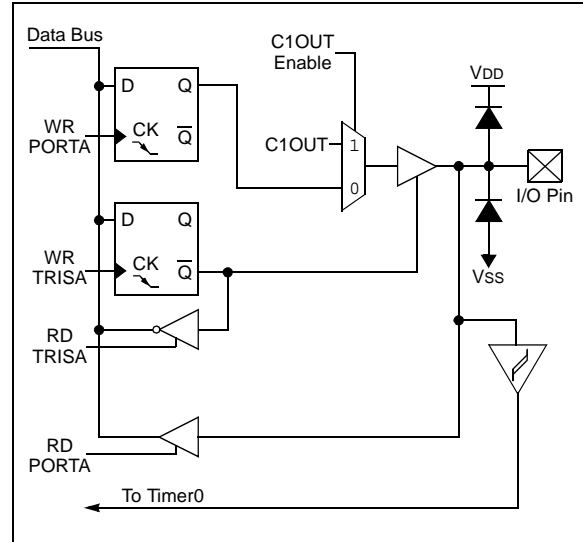 Data Bus
C1OUT
Enable
VDD
D Q
WR
PORTA
CK
Q
C1OUT
1
0
I/O Pin
D Q
WR
TRISA
CK
Q
VSS
RD
TRISA
RD
PORTA
To Timer0